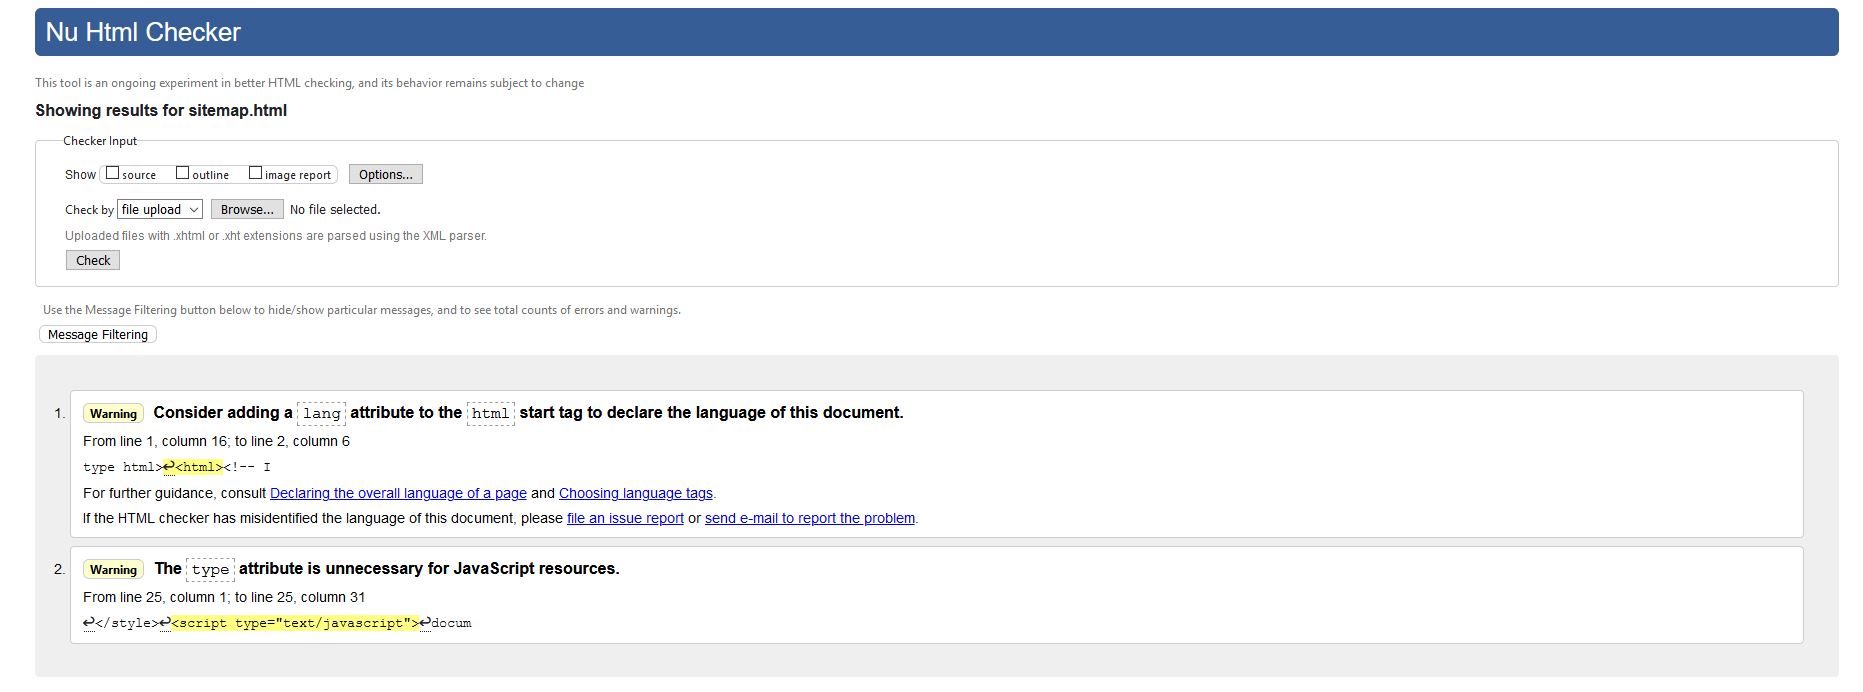 Nu Html Checker
This tool is an ongoing experiment in better HTML checking, and its behavior remains subject to change
Showing results for sitemap.html
Checker Input
Show source outline image report Options...
Check by file upload Browse... No file selected.
Uploaded files with .xhtml or .xht extensions are parsed using the XML parser.
Check
Use the Message Filtering button below to hide/show particular messages, and to see total counts of errors and warnings.
Message Filtering
1. Warning Consider adding a lang attribute to the html start tag to declare the language of this document.
From line 1, column 16; to line 2, column 6
type html>↩<html><!-- I
For further guidance, consult Declaring the overall language of a page and Choosing language tags.
If the HTML checker has misidentified the language of this document, please file an issue report or send e-mail to report the problem.
2. Warning The type attribute is unnecessary for JavaScript resources.
From line 25, column 1; to line 25, column 31
↩</style>↩<script type="text/javascript">↩docum